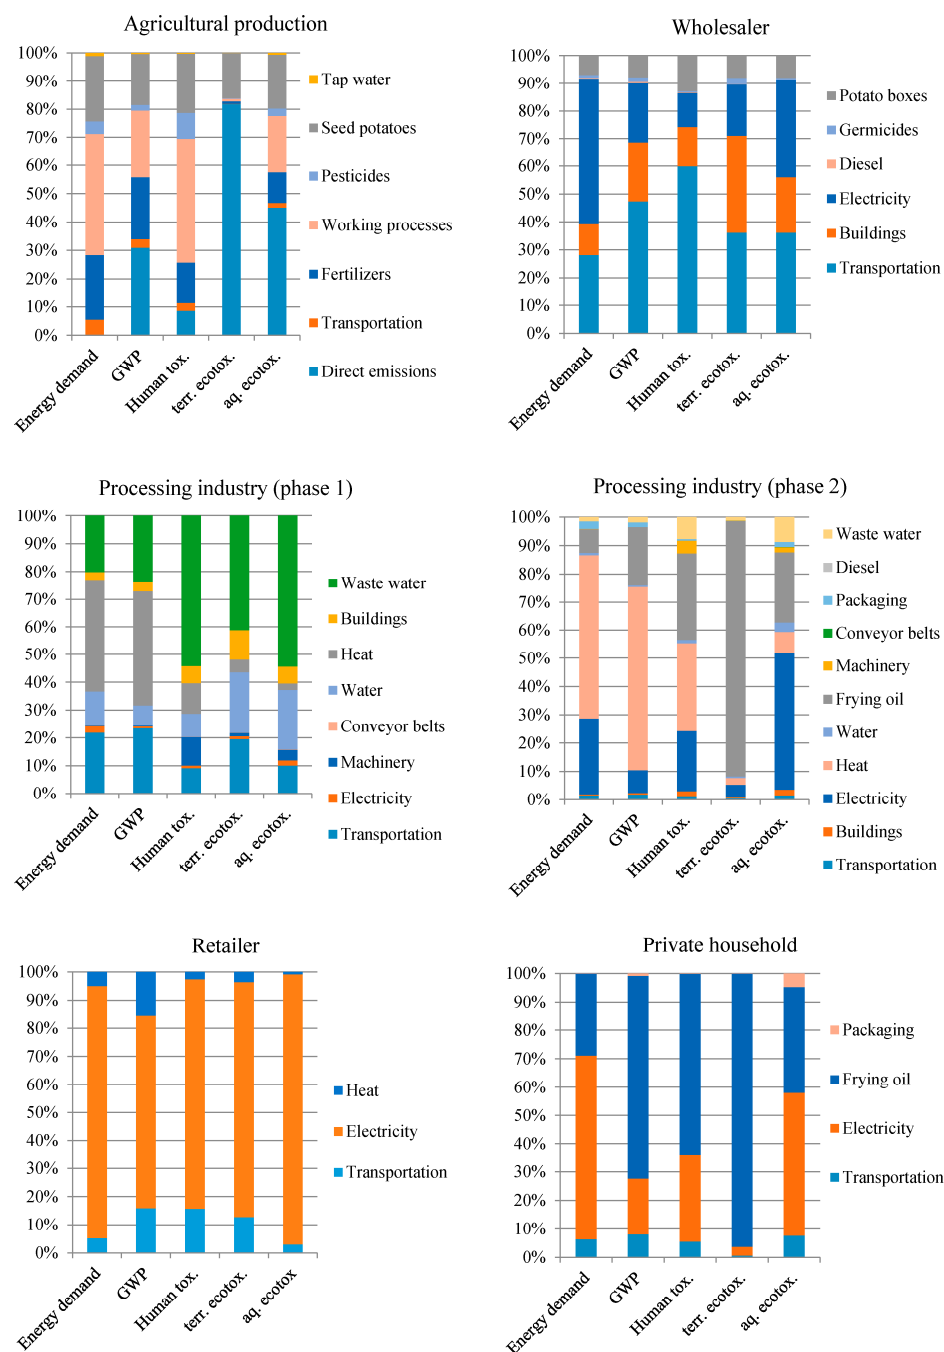 Agricultural production
100%
90%
80%
70%
60%
50%
40%
30%
20%
10%
0%
Energy demand
GWP
Human tox.
terr. ecotox.
aq. ecotox.
Tap water
Seed potatoes
Pesticides
Working processes
Fertilizers
Transportation
Direct emissions
Wholesaler
100%
90%
80%
70%
60%
50%
40%
30%
20%
10%
0%
Energy demand
GWP
Human tox.
terr. ecotox.
aq. ecotox.
Potato boxes
Germicides
Diesel
Electricity
Buildings
Transportation
Processing industry (phase 1)
100%
90%
80%
70%
60%
50%
40%
30%
20%
10%
0%
Energy demand
GWP
Human tox.
terr. ecotox.
aq. ecotox.
Waste water
Buildings
Heat
Water
Conveyor belts
Machinery
Electricity
Transportation
Processing industry (phase 2)
100%
90%
80%
70%
60%
50%
40%
30%
20%
10%
0%
Energy demand
GWP
Human tox.
terr. ecotox.
aq. ecotox.
Waste water
Diesel
Packaging
Conveyor belts
Machinery
Frying oil
Water
Heat
Electricity
Buildings
Transportation
Retailer
100%
90%
80%
70%
60%
50%
40%
30%
20%
10%
0%
Energy demand
GWP
Human tox.
terr. ecotox.
aq. ecotox
Heat
Electricity
Transportation
Private household
100%
90%
80%
70%
60%
50%
40%
30%
20%
10%
0%
Energy demand
GWP
Human tox.
terr. ecotox.
aq. ecotox.
Packaging
Frying oil
Electricity
Transportation